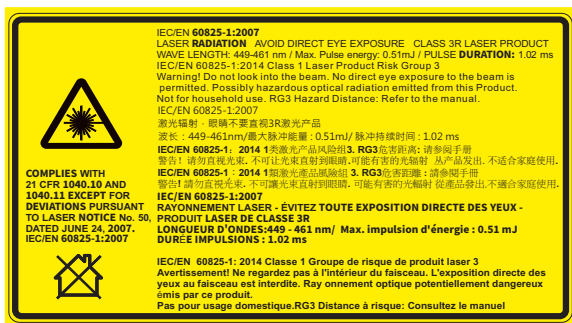 IEC/EN 60825-1:2007
LASER RADIATION AVOID DIRECT EYE EXPOSURE CLASS 3R LASER PRODUCT
WAVE LENGTH: 449-461 nm / Max. Pulse energy: 0.51mJ / PULSE DURATION: 1.02 ms
IEC/EN 60825-1:2014 Class 1 Laser Product Risk Group 3
Warning! Do not look into the beam. No direct eye exposure to the beam is
permitted. Possibly hazardous optical radiation emitted from this Product.
Not for household use. RG3 Hazard Distance: Refer to the manual.
IEC/EN 60825-1:2007
激光辐射，眼睛不要直视3R激光产品
波长：449-461nm/最大脉冲能量：0.51mJ/ 脉冲持续时间：1.02 ms
IEC/EN 60825-1：2014 1类激光产品风险组3. RG3危害距离: 请参阅手册
警告！请勿直视光束. 不可让光束直射到眼睛.可能有害的光辐射 从产品发出. 不适合家庭使用.
IEC/EN 60825-1：2014 1類激光產品風險組 3. RG3危害距離：請參閱手冊
警告! 請勿直視光束. 不可讓光束直射到眼睛. 可能有害的光輻射 從產品發出.不適合家庭使用.
IEC/EN 60825-1:2007
RAYONNEMENT LASER - ÉVITEZ TOUTE EXPOSITION DIRECTE DES YEUX -
PRODUIT LASER DE CLASSE 3R
LONGUEUR D'ONDES:449 - 461 nm/ Max. impulsion d'énergie : 0.51 mJ
DURÉE IMPULSIONS : 1.02 ms
IEC/EN 60825-1: 2014 Classe 1 Groupe de risque de produit laser 3
Avertissement! Ne regardez pas à l'intérieur du faisceau. L'exposition directe des
yeux au faisceau est interdite. Ray onnement optique potentiellement dangereux
émis par ce produit.
Pas pour usage domestique.RG3 Distance à risque: Consultez le manuel
COMPLIES WITH
21 CFR 1040.10 AND
1040.11 EXCEPT FOR
DEVIATIONS PURSUANT
TO LASER NOTICE No. 50,
DATED JUNE 24, 2007.
IEC/EN 60825-1:2007